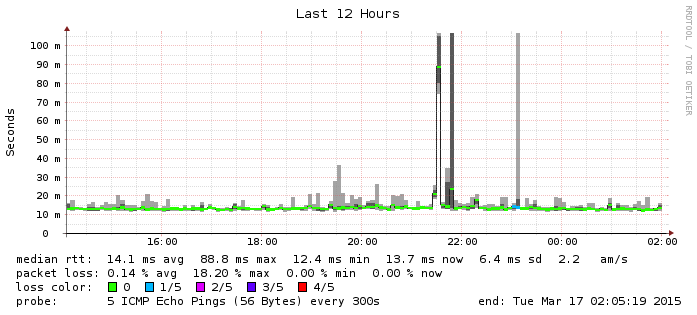 Last 12 Hours
RRDTOOL / TOBI OETIKER
Seconds
100 m
90 m
80 m
70 m
60 m
50 m
40 m
30 m
20 m
10 m
0
16:00 18:00 20:00 22:00 00:00 02:00
median rtt: 14.1 ms avg 88.8 ms max 12.4 ms min 13.7 ms now 6.4 ms sd 2.2 am/s
packet loss: 0.14 % avg 18.20 % max 0.00 % min 0.00 % now
loss color: 0 1/5 2/5 3/5 4/5
probe: 5 ICMP Echo Pings (56 Bytes) every 300s end: Tue Mar 17 02:05:19 2015